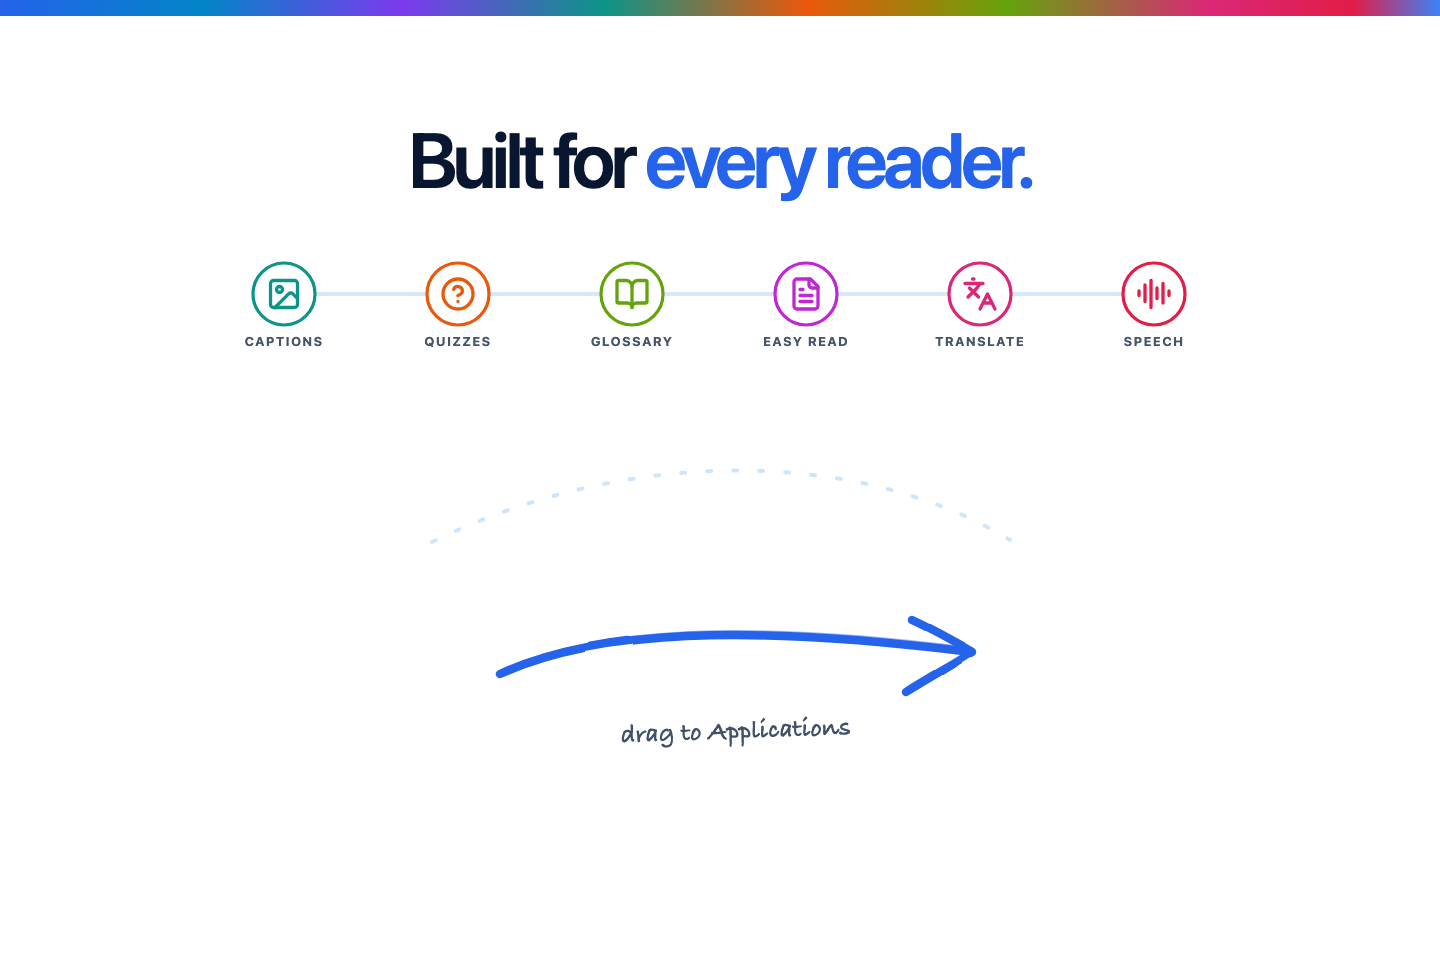 Built for every reader.
CAPTIONS QUIZZES GLOSSARY EASY READ TRANSLATE SPEECH
drag to Applications